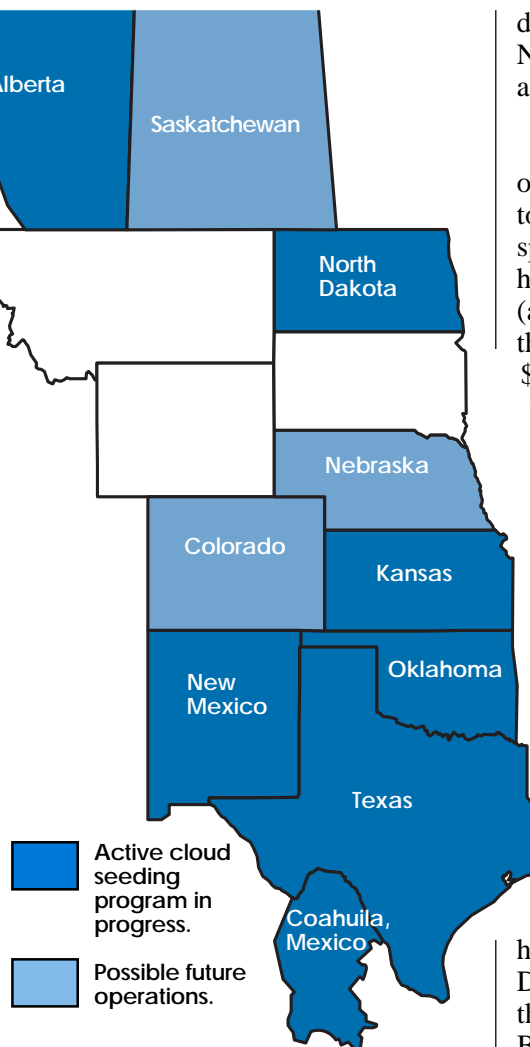 Alberta
Saskatchewan
North
Dakota
Nebraska
Colorado
Kansas
New
Mexico
Oklahoma
Texas
Coahuila,
Mexico
Active cloud
seeding
program in
progress.
Possible future
operations.